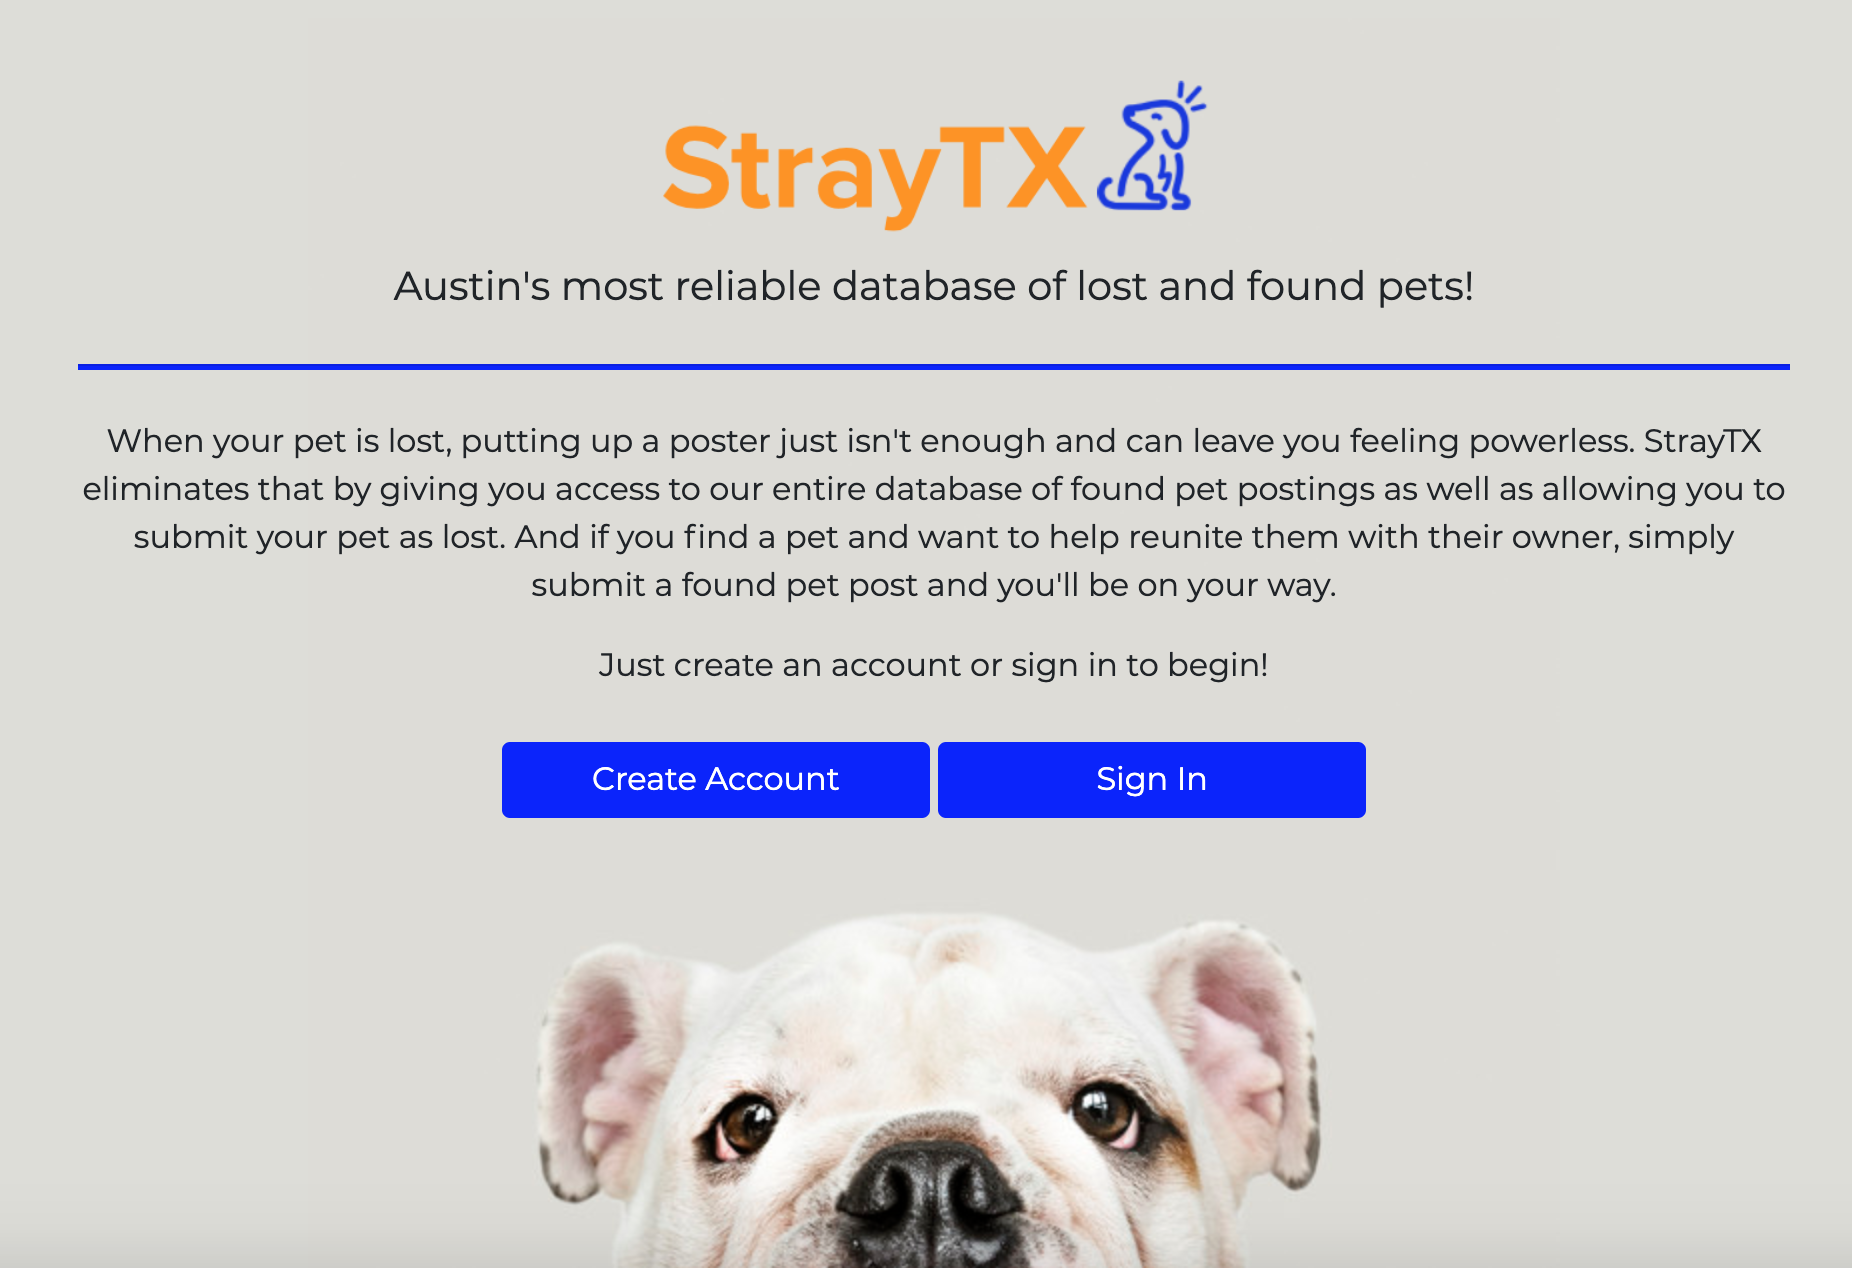 StrayTX
Austin's most reliable database of lost and found pets!
When your pet is lost, putting up a poster just isn't enough and can leave you feeling powerless. StrayTX
eliminates that by giving you access to our entire database of found pet postings as well as allowing you to
submit your pet as lost. And if you find a pet and want to help reunite them with their owner, simply
submit a found pet post and you'll be on your way.
Just create an account or sign in to begin!
Create Account
Sign In